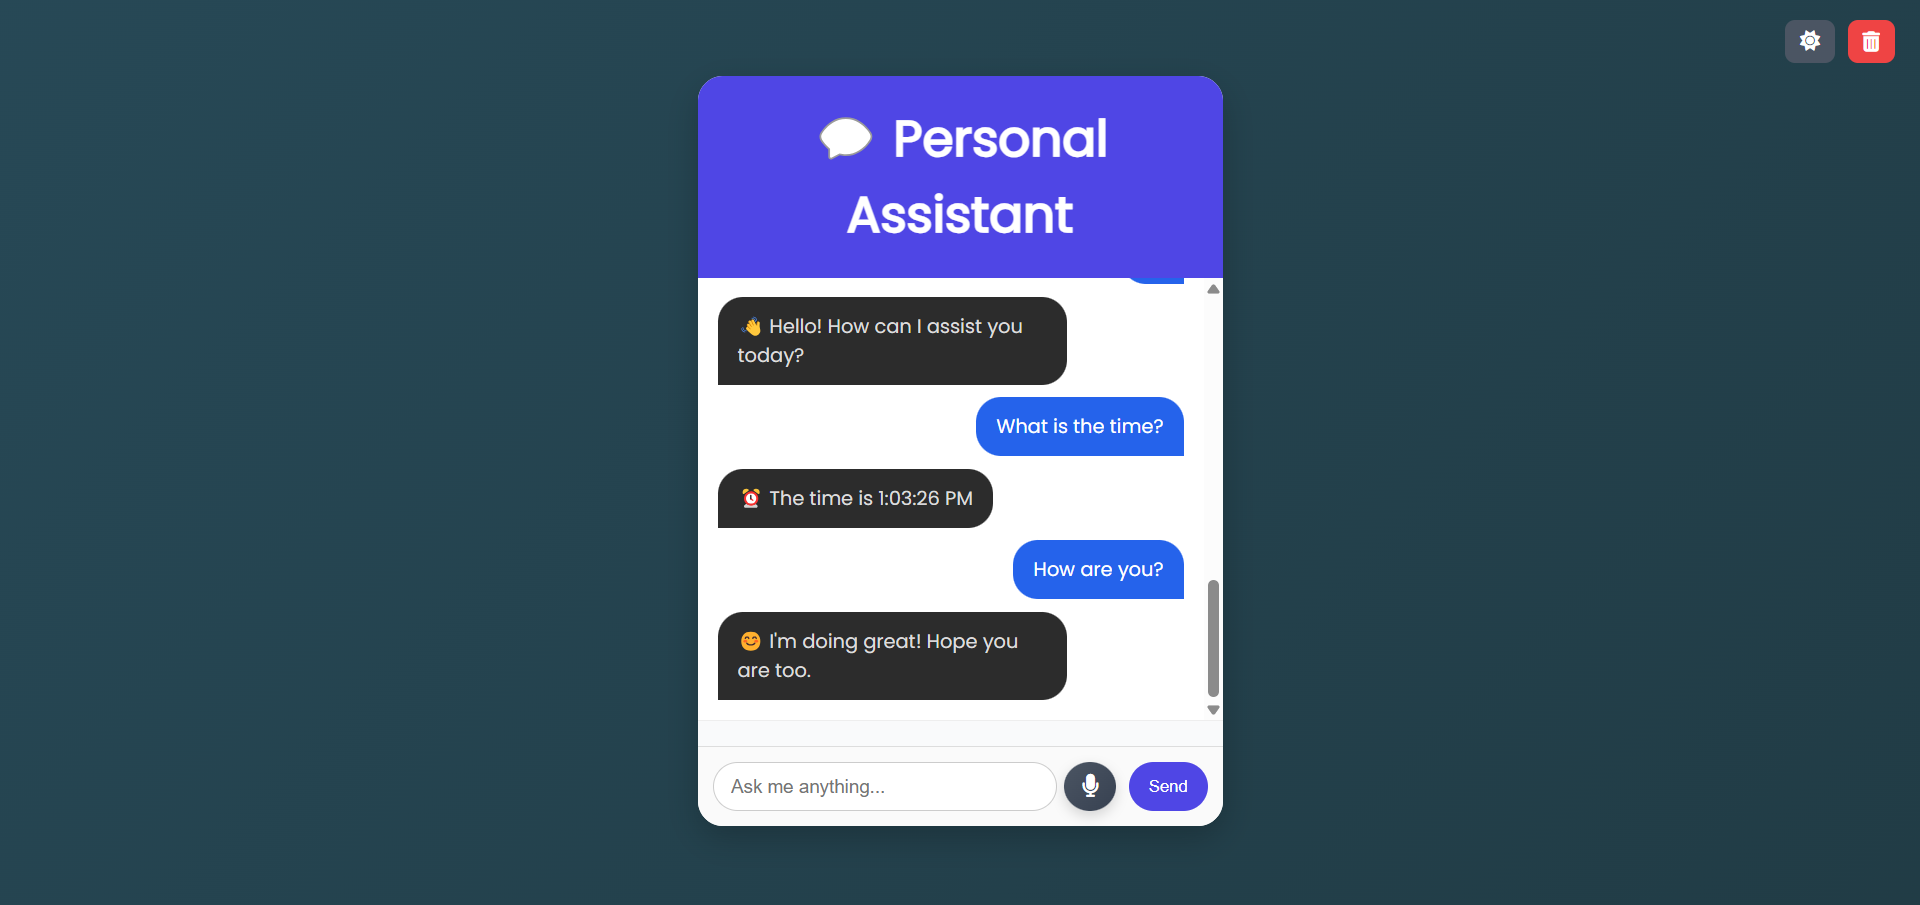 Personal
Assistant
👋 Hello! How can I assist you
today?
What is the time?
⏰ The time is 1:03:26 PM
How are you?
😊 I'm doing great! Hope you
are too.
Ask me anything...
Send